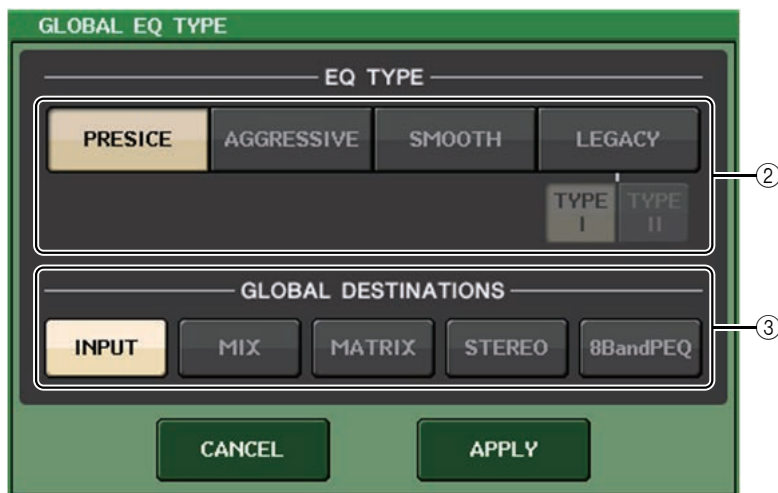 GLOBAL EQ TYPE
EQ TYPE
PRESICE AGGRESSIVE SMOOTH LEGACY
②
TYPE I TYPE II
GLOBAL DESTINATIONS
③
INPUT MIX MATRIX STEREO 8BandPEQ
CANCEL APPLY